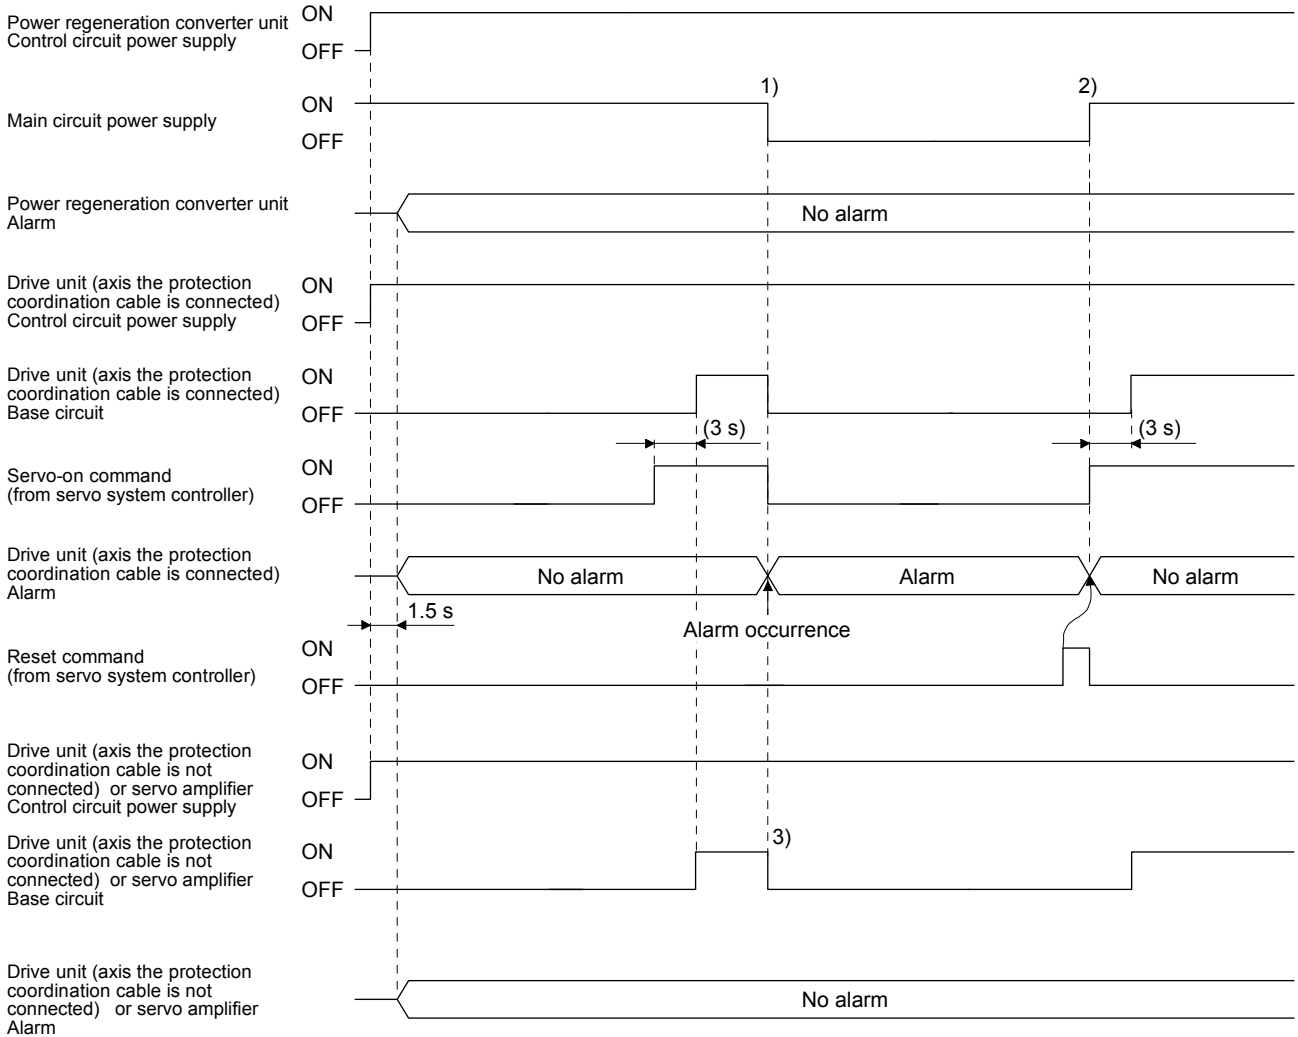 Power regeneration converter unit
Control circuit power supply
ON
OFF
1)
2)
Main circuit power supply
ON
OFF
Power regeneration converter unit
Alarm
No alarm
Drive unit (axis the protection
coordination cable is connected)
Control circuit power supply
ON
OFF
Drive unit (axis the protection
coordination cable is connected)
Base circuit
ON
OFF
(3 s)
(3 s)
Servo-on command
(from servo system controller)
ON
OFF
Drive unit (axis the protection
coordination cable is connected)
Alarm
No alarm
Alarm
No alarm
1.5 s
Alarm occurrence
Reset command
(from servo system controller)
ON
OFF
Drive unit (axis the protection
coordination cable is not
connected) or servo amplifier
Control circuit power supply
ON
OFF
3)
Drive unit (axis the protection
coordination cable is not
connected) or servo amplifier
Base circuit
ON
OFF
Drive unit (axis the protection
coordination cable is not
connected) or servo amplifier
Alarm
No alarm